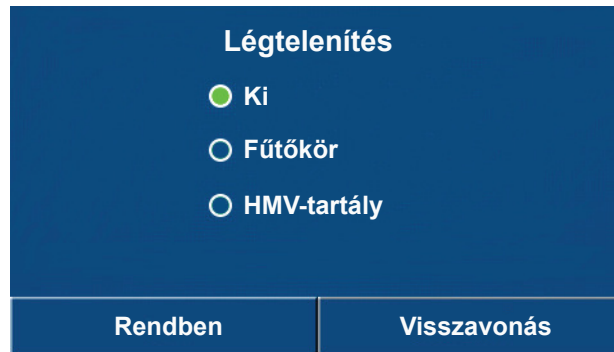 Légtelenítés
Ki
Fűtőkör
HMV-tartály
Rendben
Visszavonás